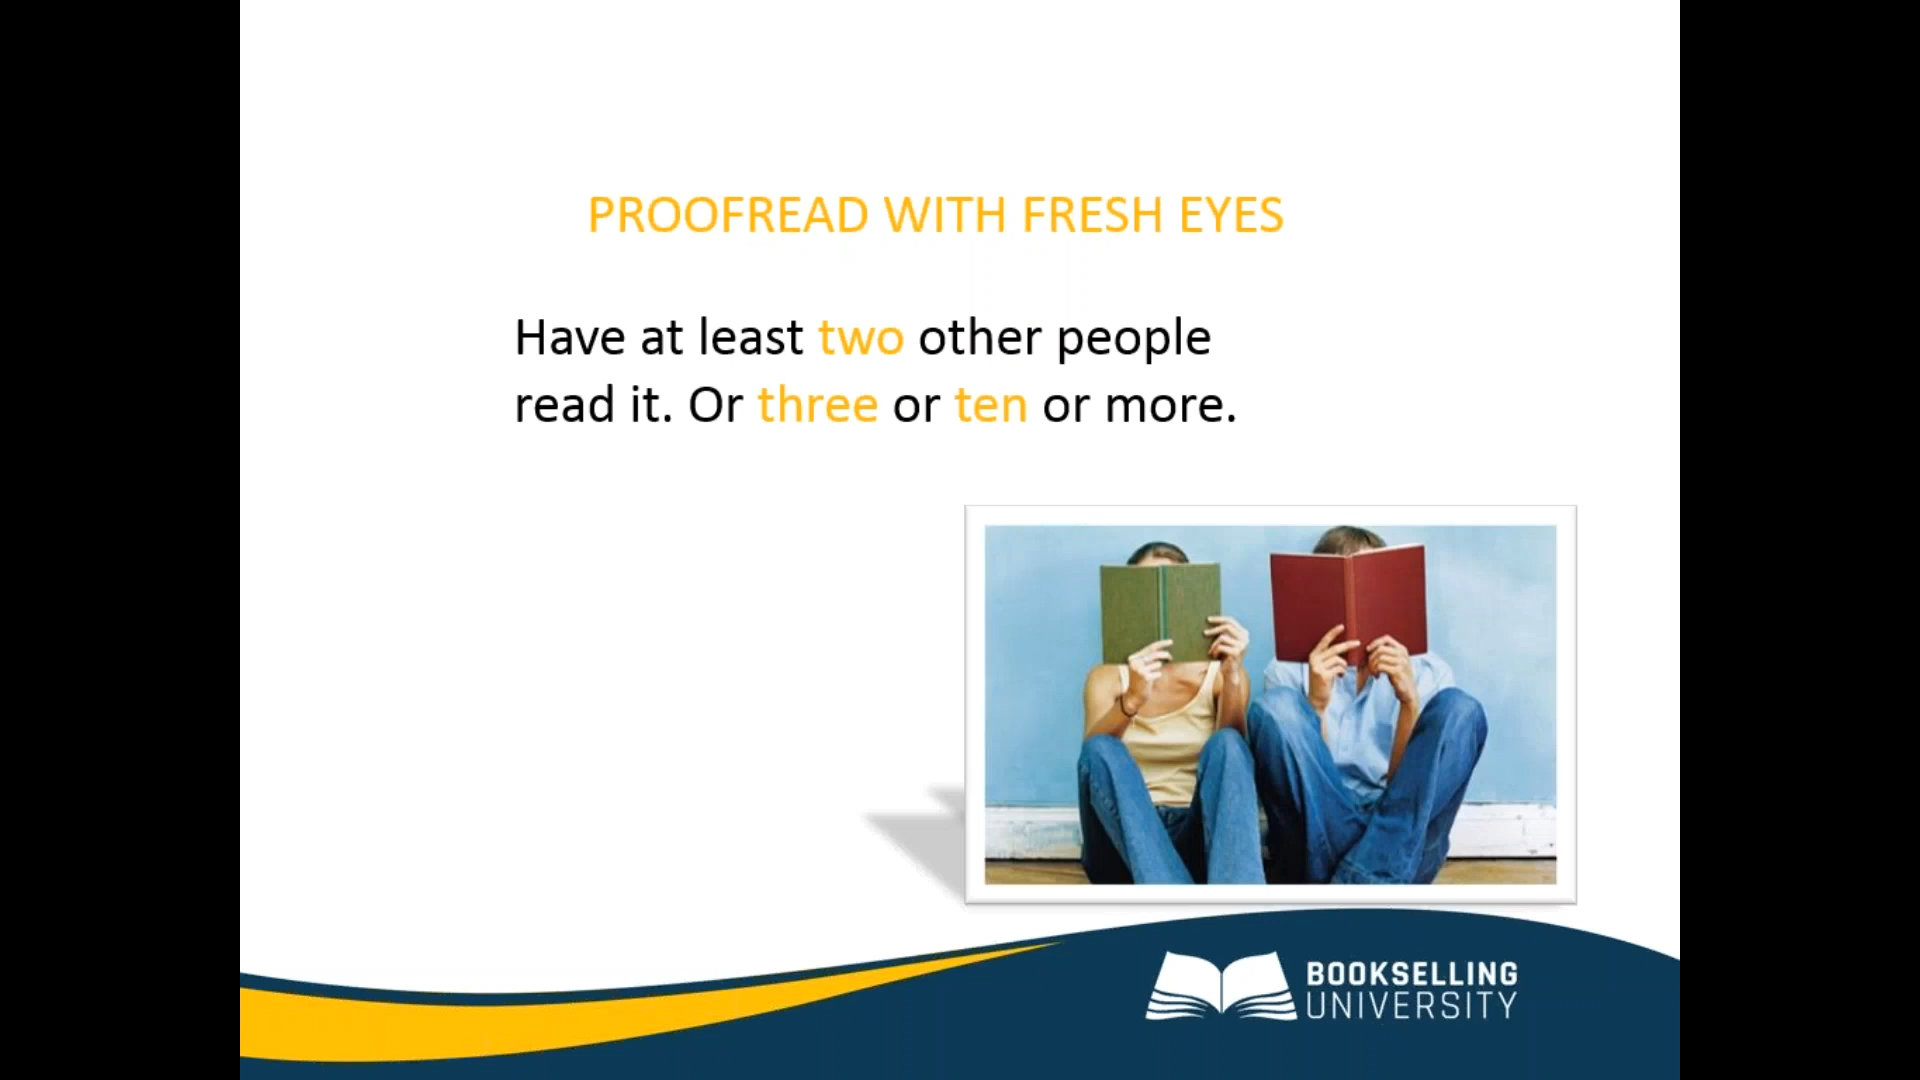 PROOFREAD WITH FRESH EYES
Have at least two other people
read it. Or three or ten or more.
BOOKSELLING
UNIVERSITY